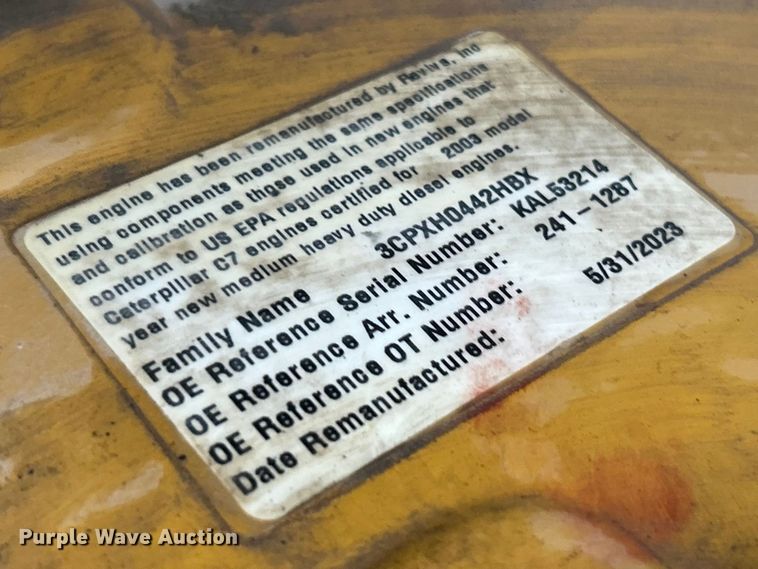 This engine has been remanufactured by Reviva, Inc
using components meeting the same specifications
and calibration as those used in new engines that
conform to US EPA regulations applicable to
Caterpillar C7 engines certified for 2003 model
year new medium heavy duty diesel engines.
Family Name 3CPXH0442HBX
OE Reference Serial Number: KAL53214
OE Reference Arr. Number: 241-1287
OE Reference OT Number:
Date Remanufactured: 5/31/2023
Purple Wave Auction